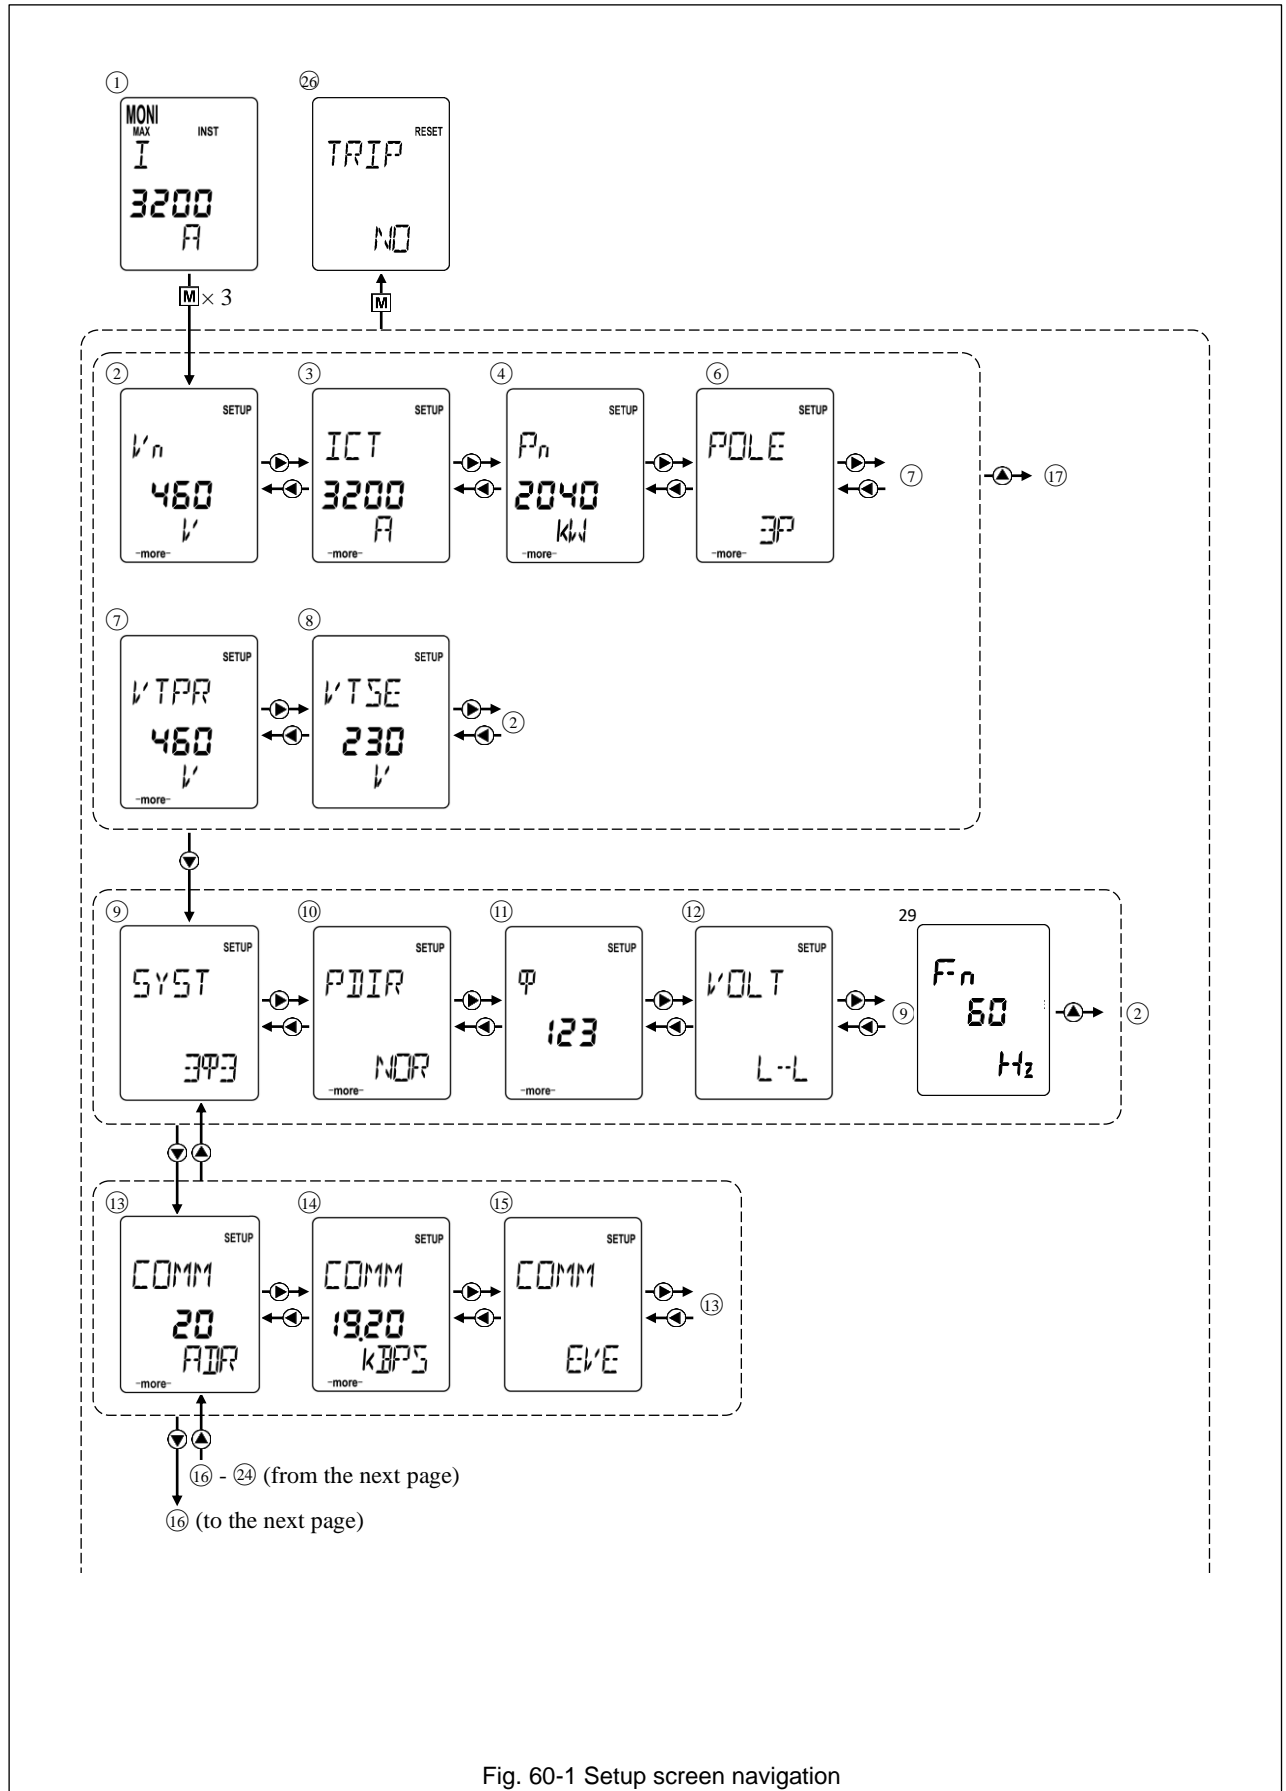 ① ㉖
MONI
MAX INST
I
3200
A
RESET
TRIP
NO
M × 3
M
② ③ ④ ⑥
SETUP
Vn
460
V
-more-
SETUP
ICT
3200
A
-more-
SETUP
Pn
2040
kW
-more-
SETUP
POLE
3P
-more-
⑦
⑰
⑦ ⑧
SETUP
VTPR
460
V
-more-
SETUP
VTSE
230
V
②
⑨ ⑩ ⑪ ⑫ 29
SETUP
SYST
3φ3
SETUP
PDIR
NOR
-more-
SETUP
φ
123
-more-
SETUP
VOLT
L--L
⑨
Fn
60
Hz
②
⑬ ⑭ ⑮
SETUP
COMM
20
ADR
-more-
SETUP
COMM
19.20
kBPS
-more-
SETUP
COMM
EVE
⑬
⑯ - ㉔ (from the next page)
⑯ (to the next page)
Fig. 60-1 Setup screen navigation